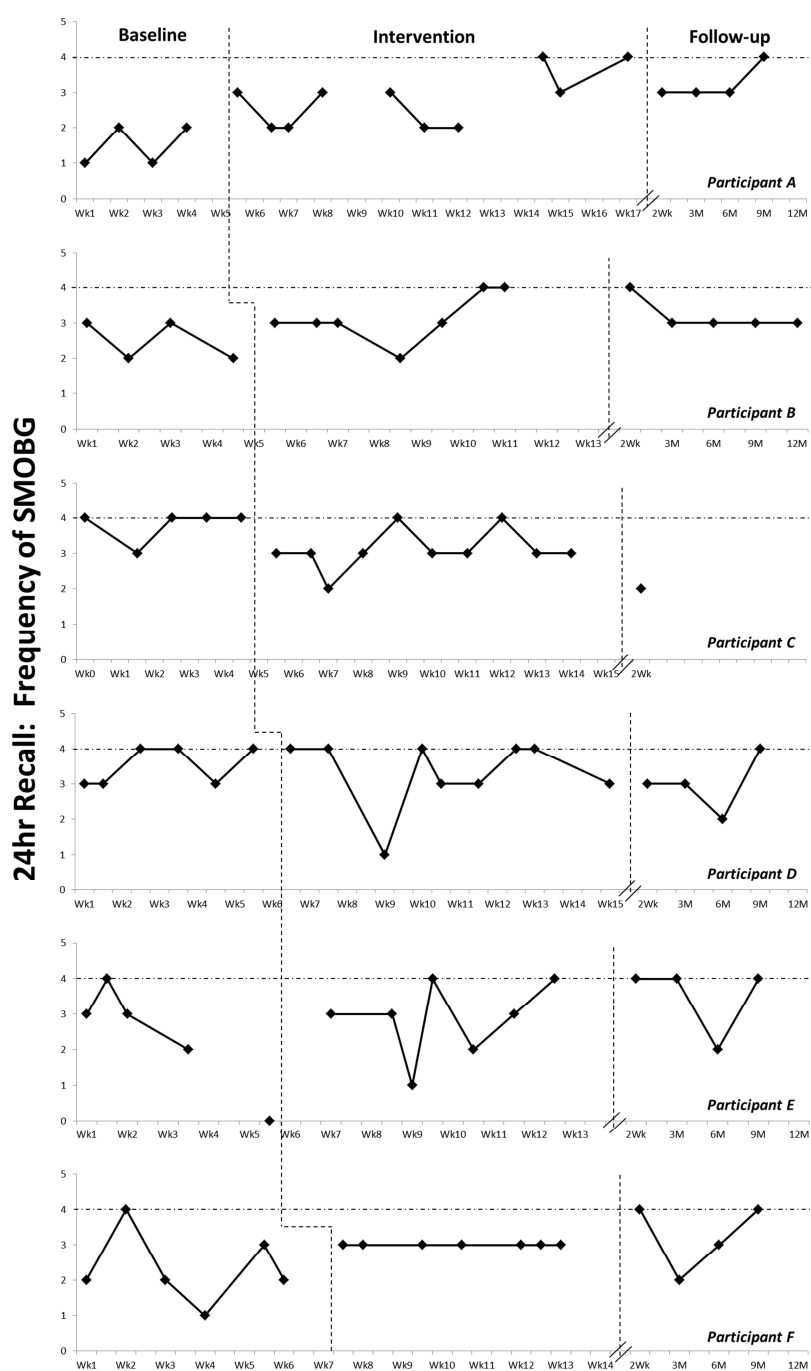 24hr Recall: Frequency of SMOBG
Baseline Intervention Follow-up
5
4
3
2
1
0
Participant A
Wk1 Wk2 Wk3 Wk4 Wk5 Wk6 Wk7 Wk8 Wk9 Wk10 Wk11 Wk12 Wk13 Wk14 Wk15 Wk16 Wk17 2Wk 3M 6M 9M 12M
5
4
3
2
1
0
Participant B
Wk1 Wk2 Wk3 Wk4 Wk5 Wk6 Wk7 Wk8 Wk9 Wk10 Wk11 Wk12 Wk13 2Wk 3M 6M 9M 12M
5
4
3
2
1
0
Participant C
Wk0 Wk1 Wk2 Wk3 Wk4 Wk5 Wk6 Wk7 Wk8 Wk9 Wk10 Wk11 Wk12 Wk13 Wk14 Wk15 2Wk
5
4
3
2
1
0
Participant D
Wk1 Wk2 Wk3 Wk4 Wk5 Wk6 Wk7 Wk8 Wk9 Wk10 Wk11 Wk12 Wk13 Wk14 Wk15 2Wk 3M 6M 9M 12M
5
4
3
2
1
0
Participant E
Wk1 Wk2 Wk3 Wk4 Wk5 Wk6 Wk7 Wk8 Wk9 Wk10 Wk11 Wk12 Wk13 2Wk 3M 6M 9M 12M
5
4
3
2
1
0
Participant F
Wk1 Wk2 Wk3 Wk4 Wk5 Wk6 Wk7 Wk8 Wk9 Wk10 Wk11 Wk12 Wk13 Wk14 2Wk 3M 6M 9M 12M